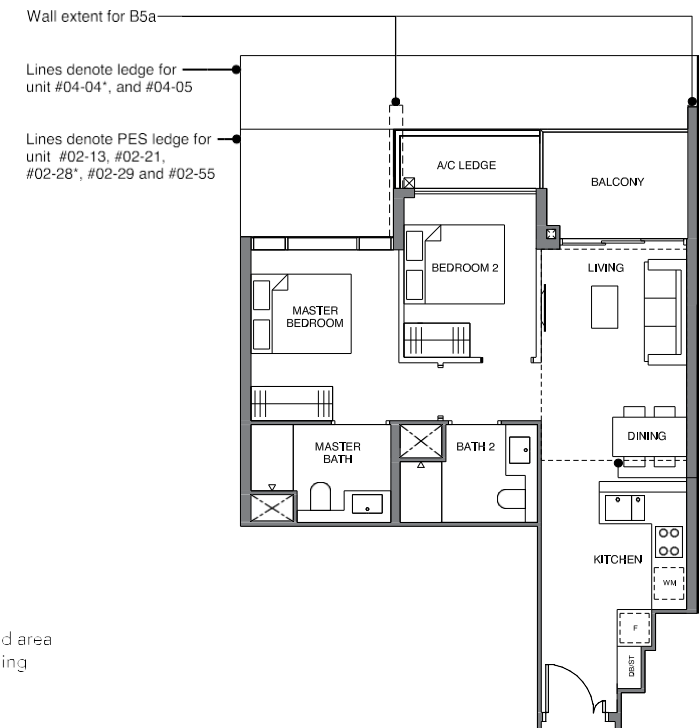 Wall extent for B5a
Lines denote ledge for
unit #04-04*, and #04-05
Lines denote PES ledge for
unit #02-13, #02-21,
#02-28*, #02-29 and #02-55
A/C LEDGE
BALCONY
BEDROOM 2
LIVING
MASTER
BEDROOM
DINING
MASTER
BATH
BATH 2
KITCHEN
WM
F
DB/ST
d area
ing